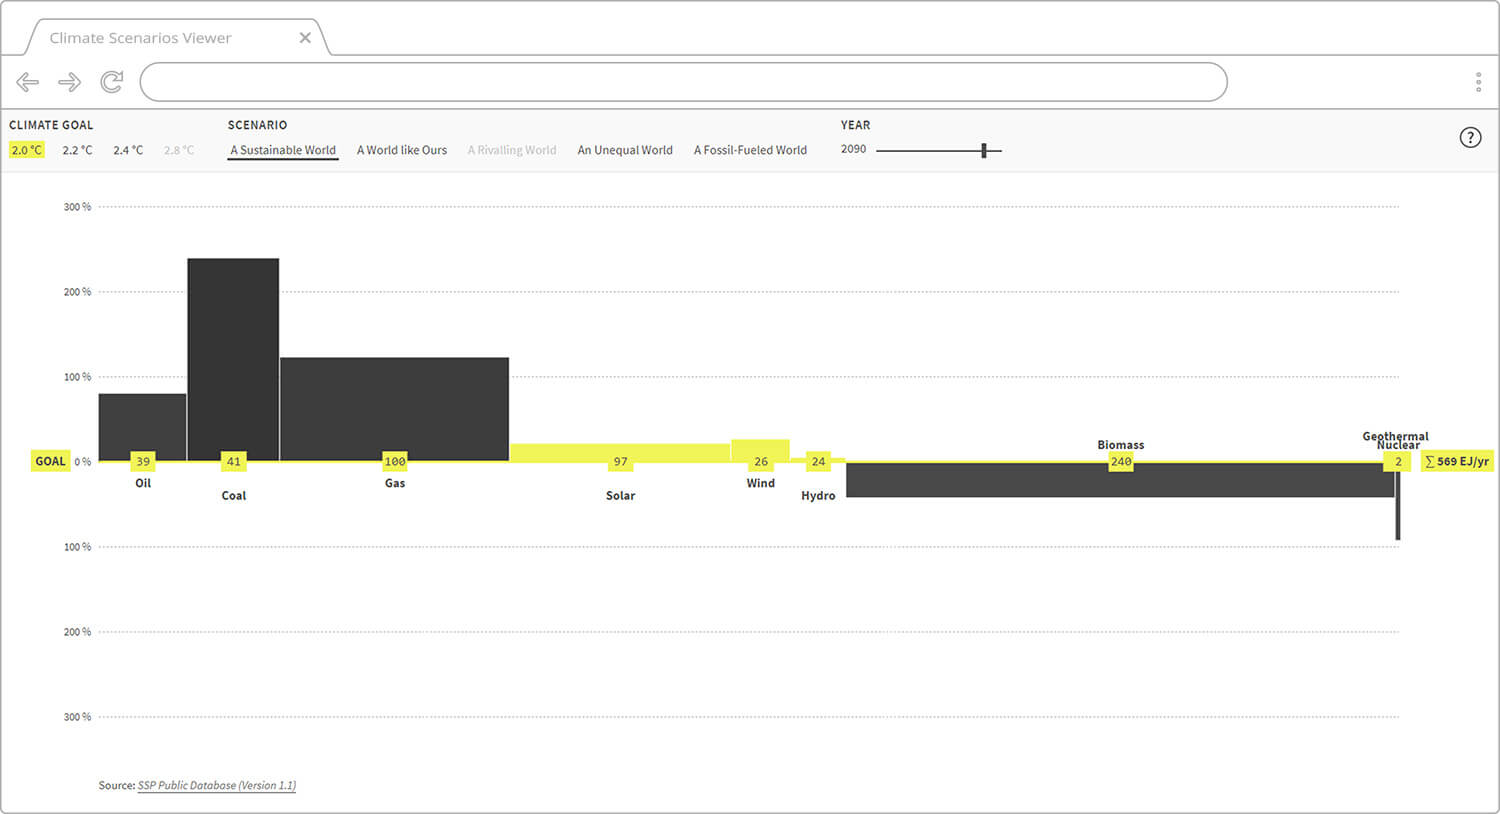 Climate Scenarios Viewer
CLIMATE GOAL
2.0 °C 2.2 °C 2.4 °C 2.8 °C
SCENARIO
A Sustainable World A World like Ours A Rivalling World An Unequal World A Fossil-Fueled World
YEAR
2090
?
300 %
200 %
100 %
GOAL 0 % 39 41 100 97 26 24 240 2 ∑ 569 EJ/yr
Oil
Coal
Gas
Solar
Wind
Hydro
Biomass
Geothermal
Nuclear
100 %
200 %
300 %
Source: SSP Public Database (Version 1.1)